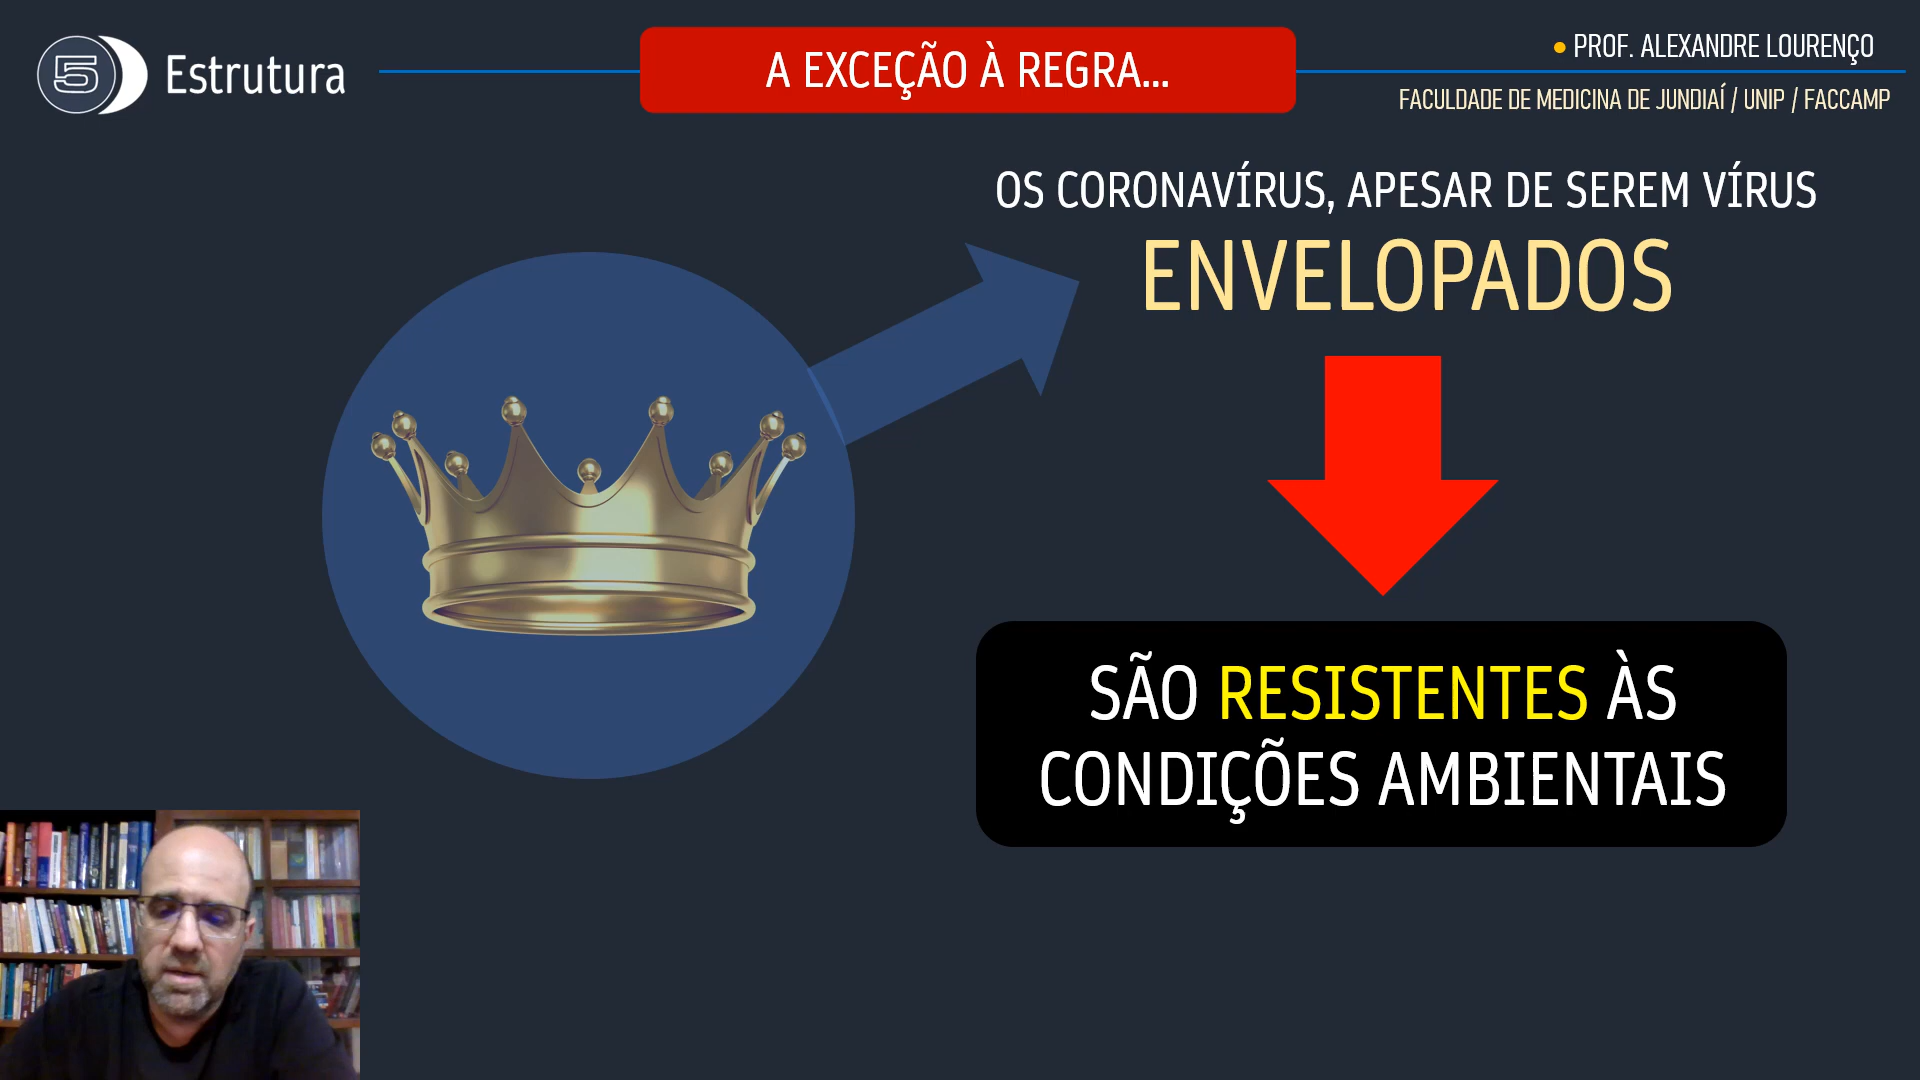 5 Estrutura
A EXCEÇÃO À REGRA...
• PROF. ALEXANDRE LOURENÇO
FACULDADE DE MEDICINA DE JUNDIAÍ / UNIP / FACCAMP
OS CORONAVÍRUS, APESAR DE SEREM VÍRUS
ENVELOPADOS
SÃO RESISTENTES ÀS
CONDIÇÕES AMBIENTAIS